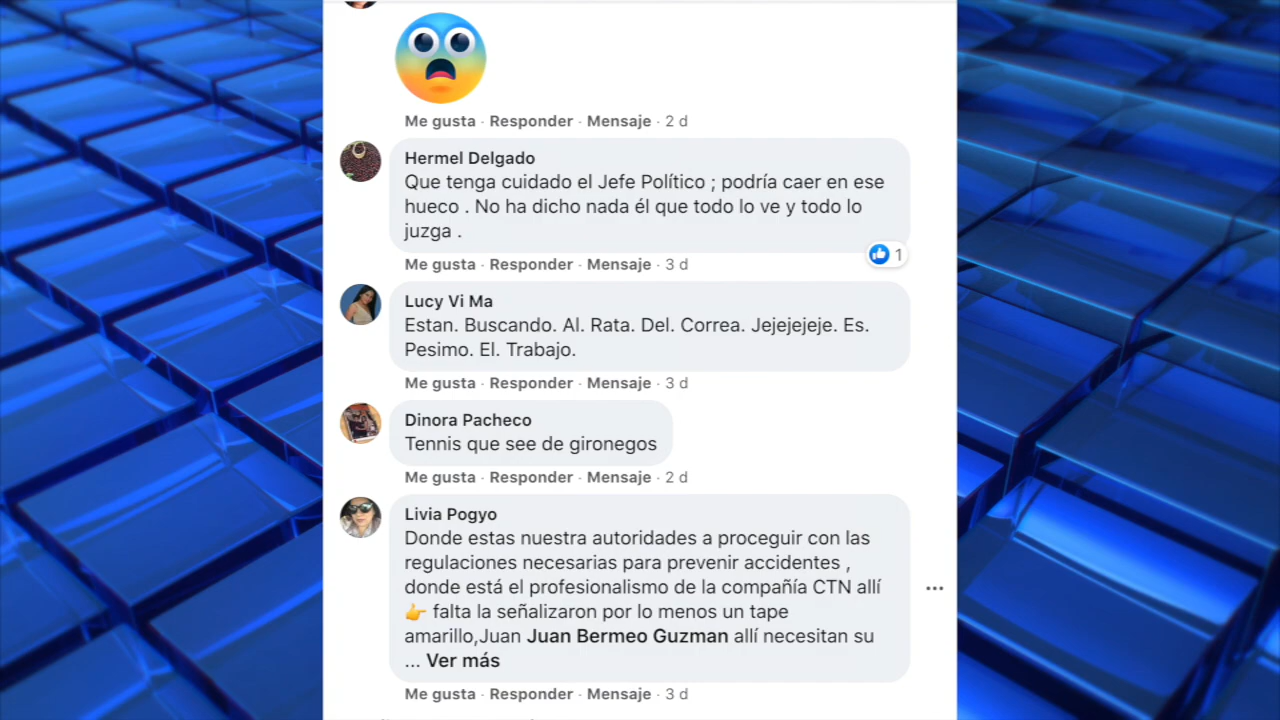 Me gusta · Responder · Mensaje · 2 d
Hermel Delgado
Que tenga cuidado el Jefe Político ; podría caer en ese
hueco . No ha dicho nada él que todo lo ve y todo lo
juzga .
1
Me gusta · Responder · Mensaje · 3 d
Lucy Vi Ma
Estan. Buscando. Al. Rata. Del. Correa. Jejejejeje. Es.
Pesimo. El. Trabajo.
Me gusta · Responder · Mensaje · 3 d
Dinora Pacheco
Tennis que see de gironegos
Me gusta · Responder · Mensaje · 2 d
Livia Pogyo
Donde estas nuestra autoridades a proceguir con las
regulaciones necesarias para prevenir accidentes ,
donde está el profesionalismo de la compañía CTN allí
👉 falta la señalizaron por lo menos un tape
amarillo,Juan Juan Bermeo Guzman allí necesitan su
... Ver más
Me gusta · Responder · Mensaje · 3 d